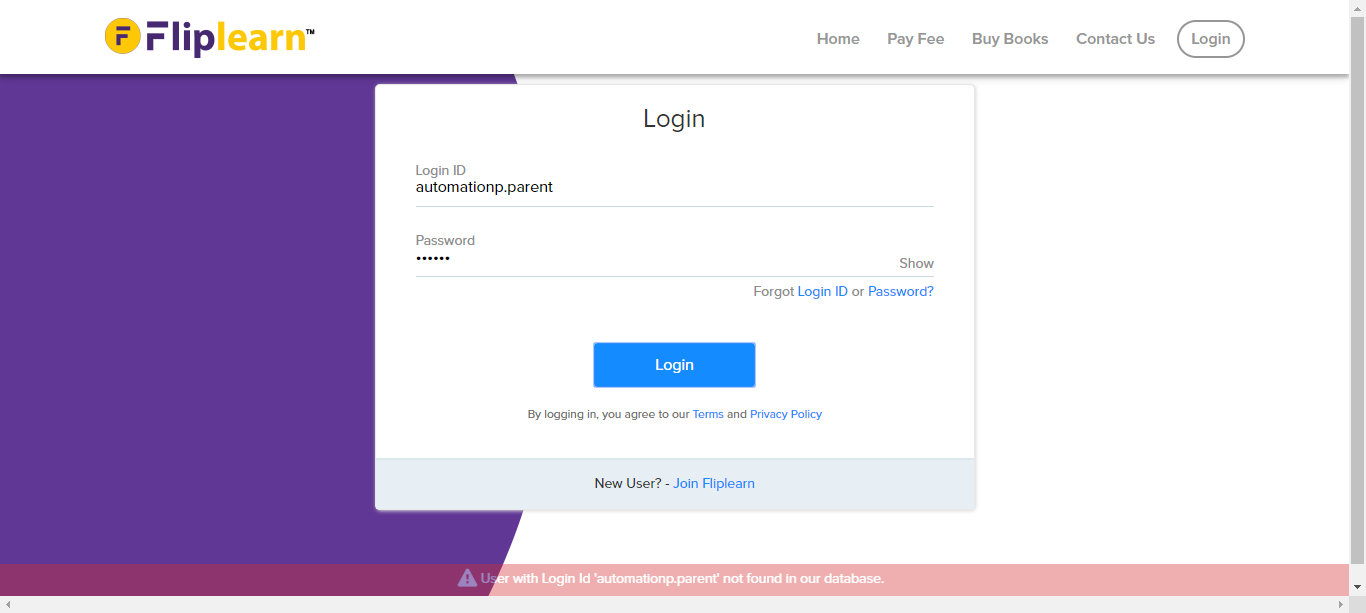 F Fliplearn™
Home Pay Fee Buy Books Contact Us Login
Login
Login ID
automationp.parent
Password
••••••
Show
Forgot Login ID or Password?
Login
By logging in, you agree to our Terms and Privacy Policy
New User? - Join Fliplearn
User with Login Id 'automationp.parent' not found in our database.